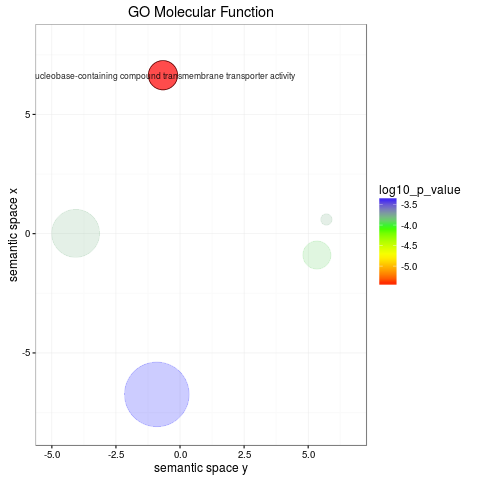 GO Molecular Function
ucleobase-containing compound transmembrane transporter activity
semantic space x
5
0
-5
-5.0
-2.5
0.0
2.5
5.0
semantic space y
log10_p_value
-3.5
-4.0
-4.5
-5.0